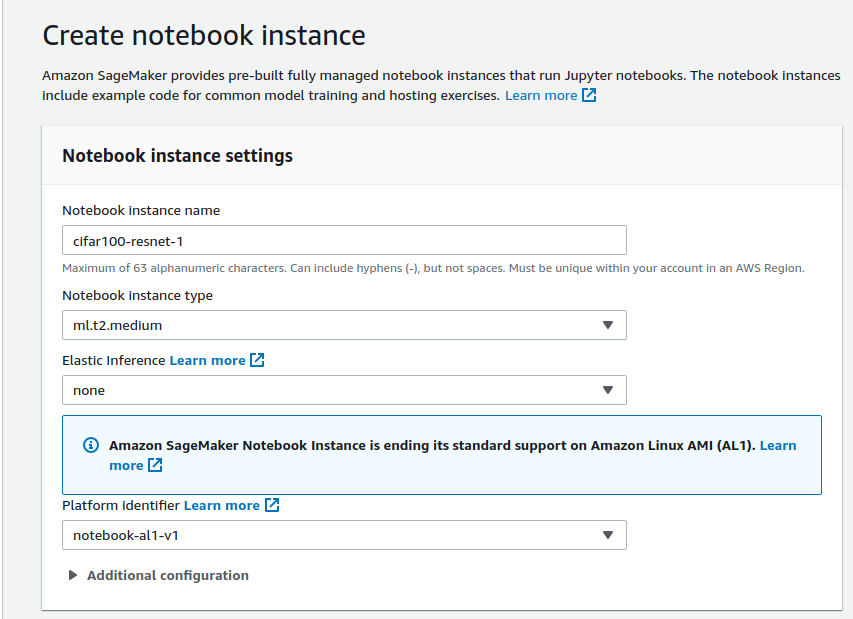 Create notebook instance
Amazon SageMaker provides pre-built fully managed notebook instances that run Jupyter notebooks. The notebook instances
include example code for common model training and hosting exercises. Learn more
Notebook instance settings
Notebook instance name
cifar100-resnet-1
Maximum of 63 alphanumeric characters. Can include hyphens (-), but not spaces. Must be unique within your account in an AWS Region.
Notebook instance type
ml.t2.medium
Elastic Inference Learn more
none
Amazon SageMaker Notebook Instance is ending its standard support on Amazon Linux AMI (AL1). Learn
more
Platform identifier Learn more
notebook-al1-v1
Additional configuration